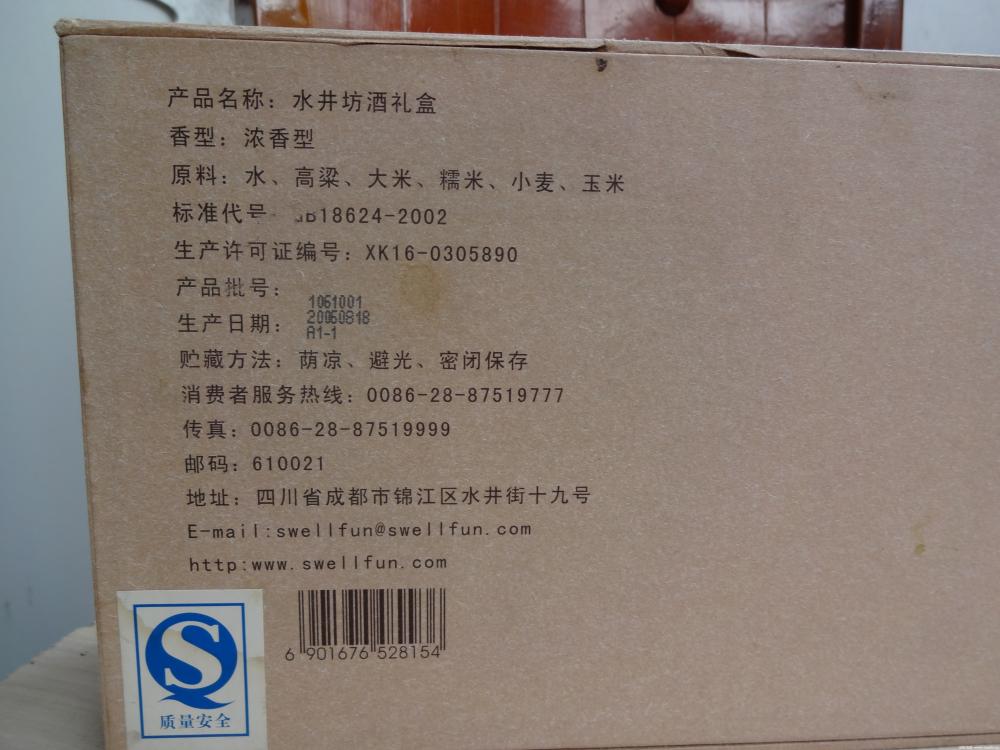 产品名称：水井坊酒礼盒
香型：浓香型
原料：水、高粱、大米、糯米、小麦、玉米
标准代号 GB18624-2002
生产许可证编号：XK16-0305890
产品批号：
1061001
生产日期：
20060818
A1-1
贮藏方法：荫凉、避光、密闭保存
消费者服务热线：0086-28-87519777
传真：0086-28-87519999
邮码：610021
地址：四川省成都市锦江区水井街十九号
E-mail:swellfun@swellfun.com
http:www.swellfun.com
6 901676 528154
质量安全